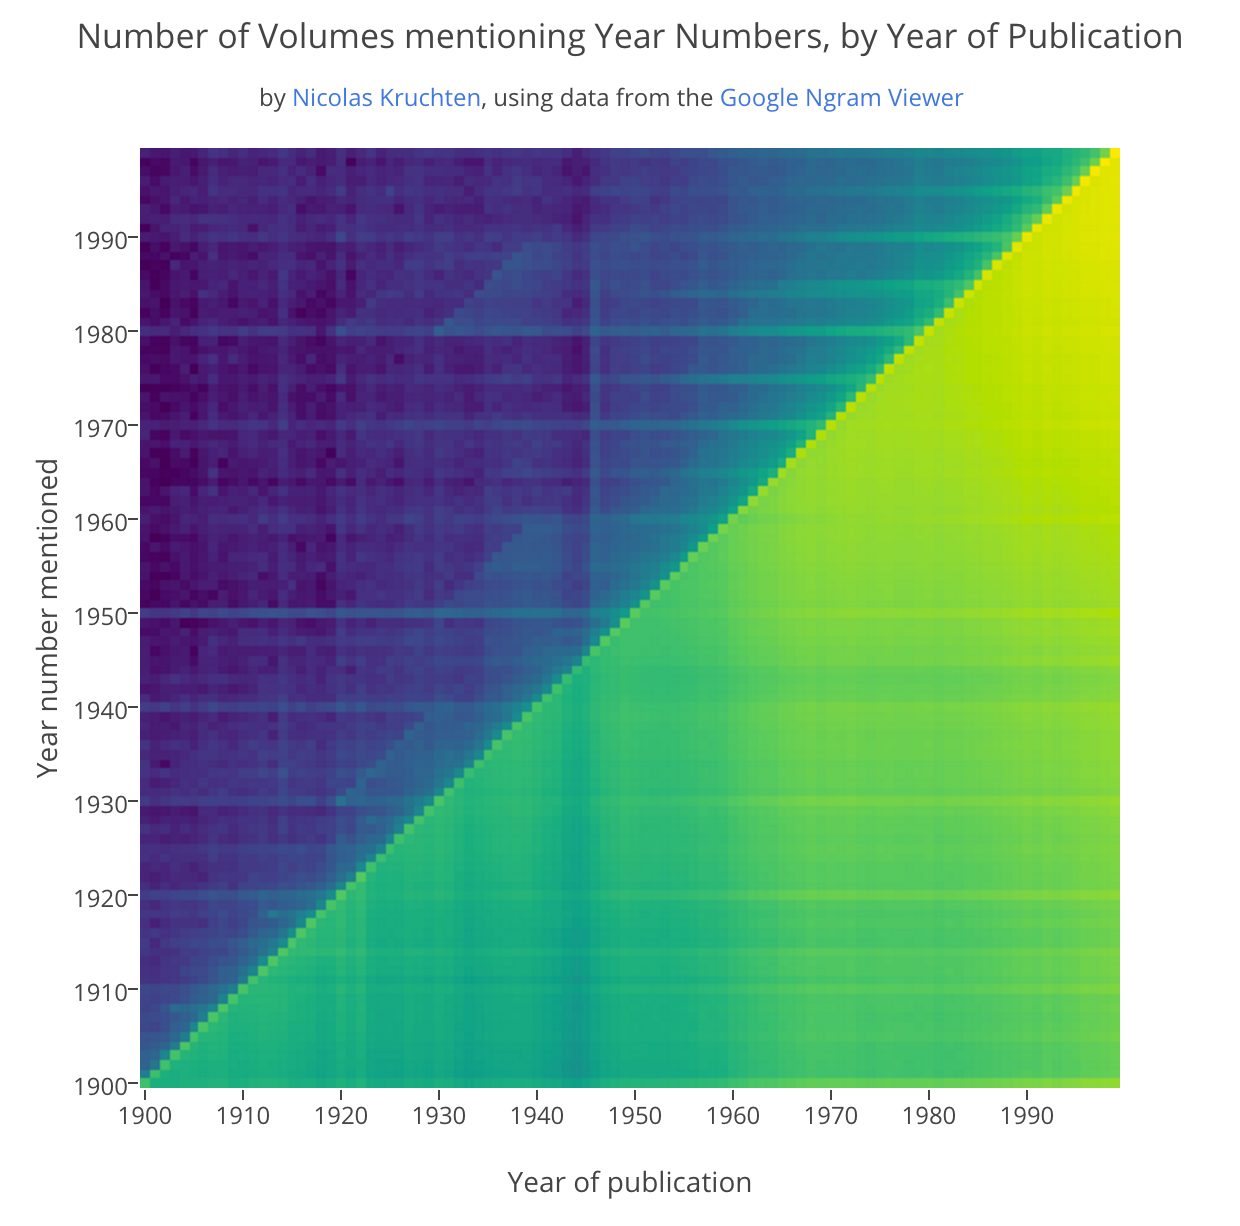 Number of Volumes mentioning Year Numbers, by Year of Publication
by Nicolas Kruchten, using data from the Google Ngram Viewer
Year number mentioned
1990
1980
1970
1960
1950
1940
1930
1920
1910
1900
1900 1910 1920 1930 1940 1950 1960 1970 1980 1990
Year of publication